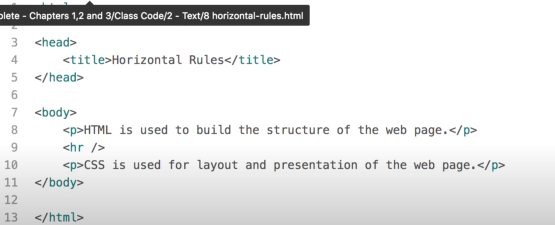 plete - Chapters 1,2 and 3/Class Code/2 - Text/8 horizontal-rules.html
2
3 <head>
4 <title>Horizontal Rules</title>
5 </head>
6
7 <body>
8 <p>HTML is used to build the structure of the web page.</p>
9 <hr />
10 <p>CSS is used for layout and presentation of the web page.</p>
11 </body>
12
13 </html>